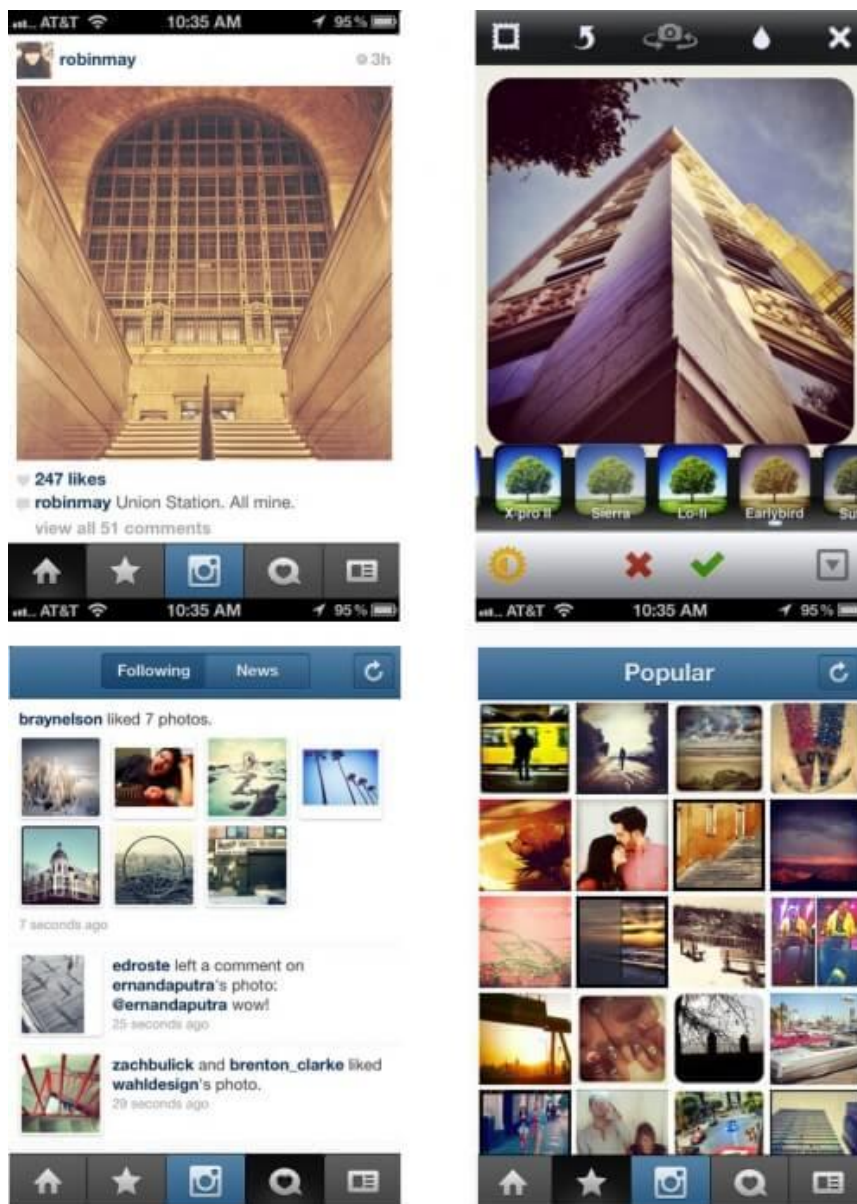 AT&T 10:35 AM 95%
robinmay 3h
247 likes
robinmay Union Station. All mine.
view all 51 comments
X-pro II Sierra Lo-fi Earlybird Su
AT&T 10:35 AM 95%
AT&T 10:35 AM 95%
Following News
braynelson liked 7 photos.
7 seconds ago
edroste left a comment on
ernandaputra's photo:
@ernandaputra wow!
25 seconds ago
zachbulick and brenton_clarke liked
wahldesign's photo.
29 seconds ago
Popular
LOVE